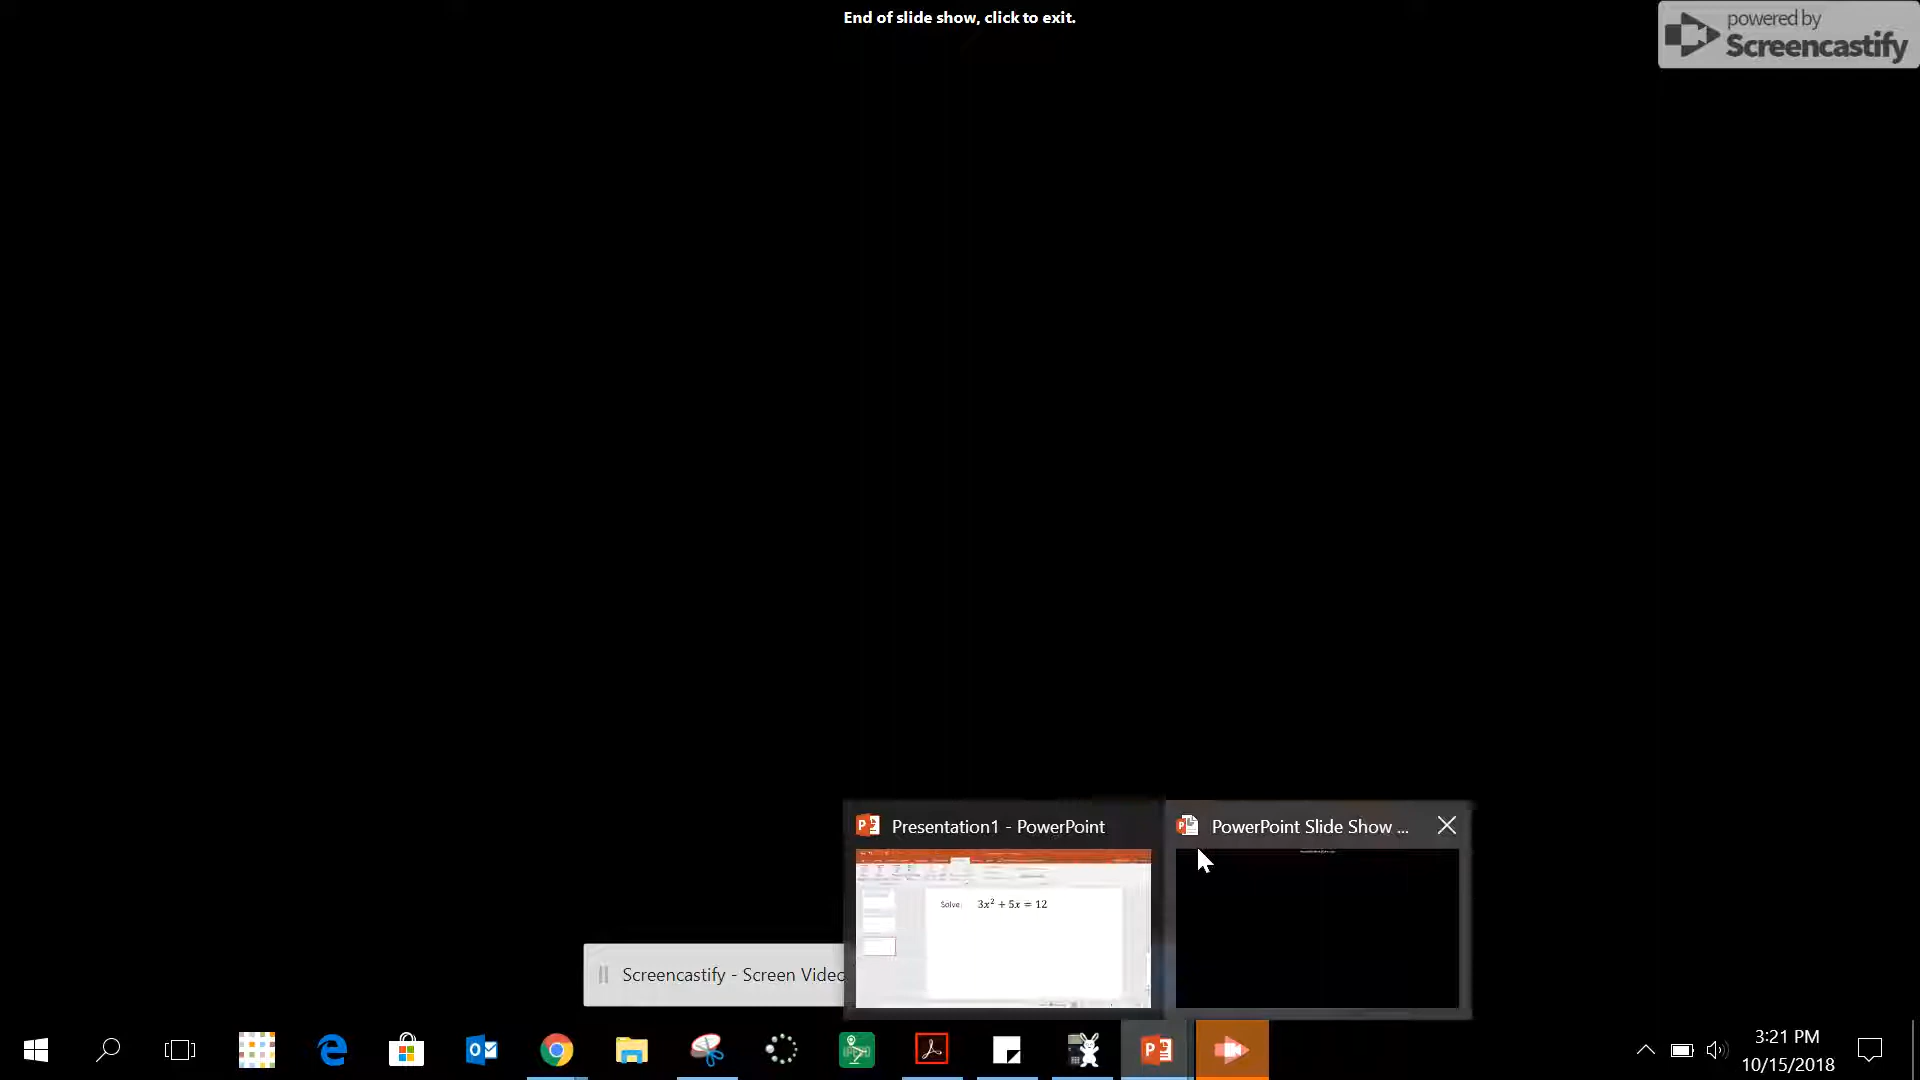 End of slide show, click to exit.
powered by
Screencastify
Presentation1 - PowerPoint
PowerPoint Slide Show ...
Solve: 3x² + 5x = 12
Screencastify - Screen Video
3:21 PM
10/15/2018